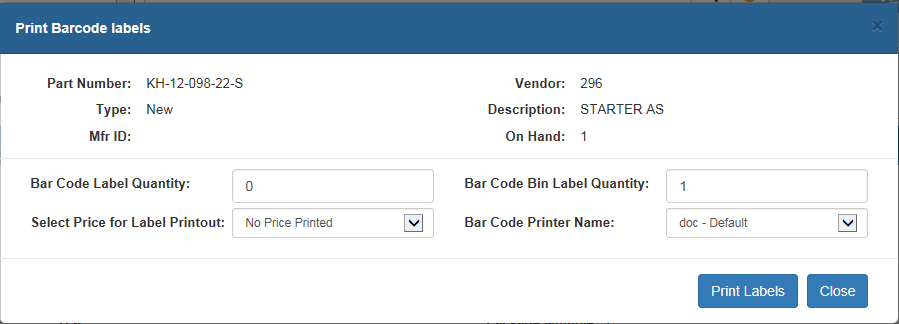 Print Barcode labels ×
Part Number: KH-12-098-22-S Vendor: 296
Type: New Description: STARTER AS
Mfr ID: On Hand: 1
Bar Code Label Quantity: 0 Bar Code Bin Label Quantity: 1
Select Price for Label Printout: No Price Printed Bar Code Printer Name: doc - Default
Print Labels Close